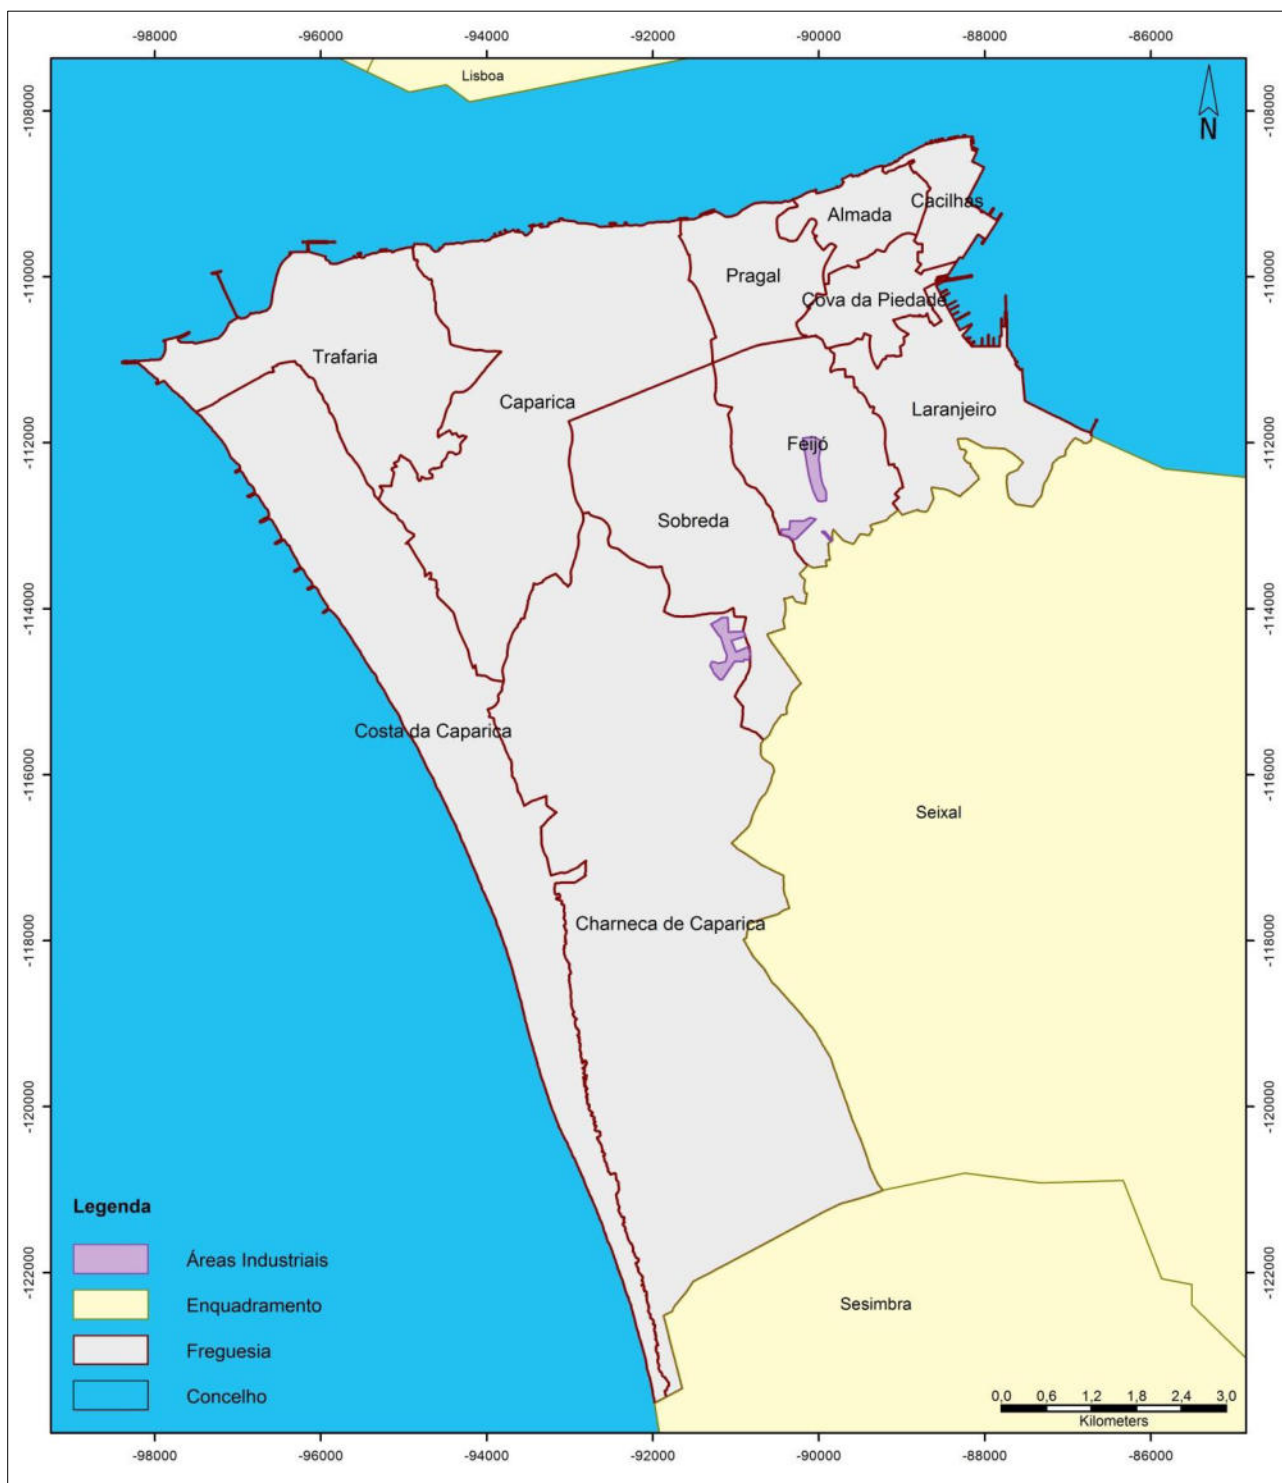 -98000 -96000 -94000 -92000 -90000 -88000 -86000
Lisboa
-108000 -108000
N
Cacilhas
Almada
-110000 -110000
Pragal
Cova da Piedade
Trafaria
Caparica
Laranjeiro
-112000 -112000
Feijó
Sobreda
-114000 -114000
Costa da Caparica
-116000 -116000
Seixal
Charneca de Caparica
-118000 -118000
-120000 -120000
Legenda
Áreas Industriais
-122000 -122000
Enquadramento
Sesimbra
Freguesia
Concelho
0,0 0,6 1,2 1,8 2,4 3,0
Kilometers
-98000 -96000 -94000 -92000 -90000 -88000 -86000